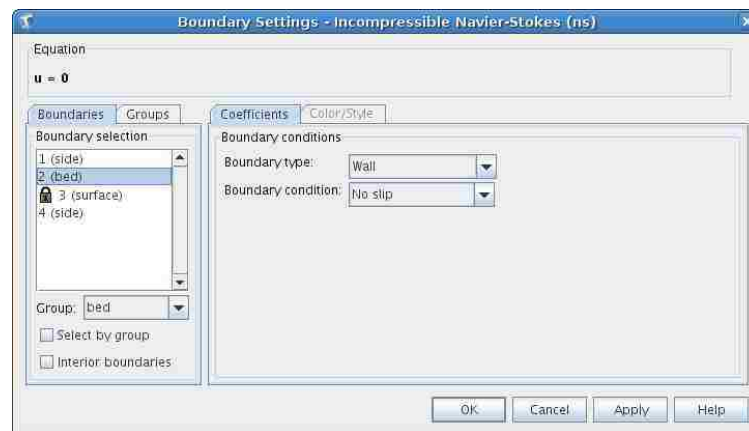 Boundary Settings - Incompressible Navier-Stokes (ns)
Equation
u = 0
Boundaries Groups
Coefficients Color/Style
Boundary selection
1 (side)
2 (bed)
3 (surface)
4 (side)
Group: bed
Select by group
Interior boundaries
Boundary conditions
Boundary type: Wall
Boundary condition: No slip
OK Cancel Apply Help